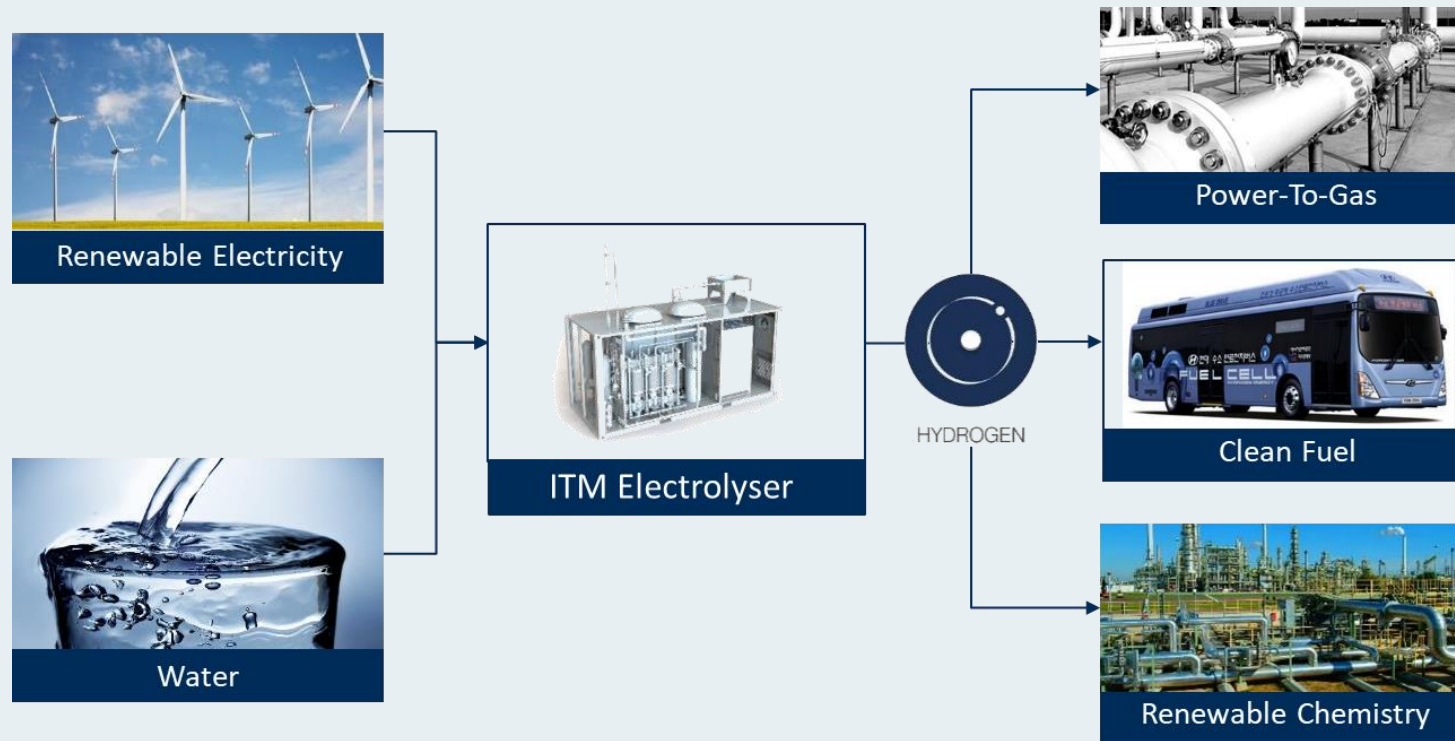 Renewable Electricity
Water
ITM Electrolyser
HYDROGEN
Power-To-Gas
FUEL CELL
Clean Fuel
Renewable Chemistry